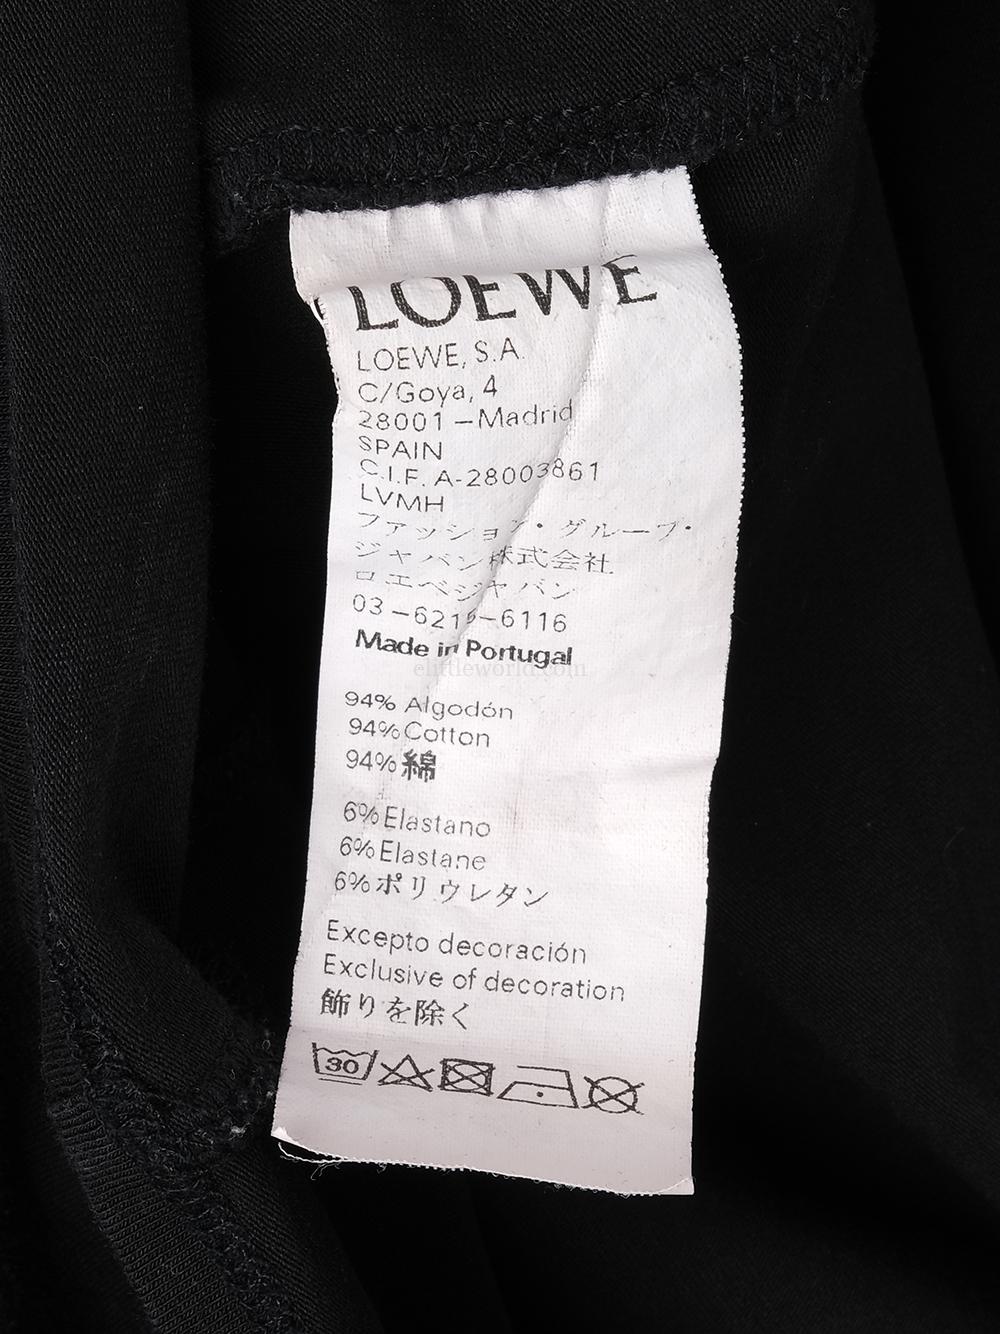 LOEWE
LOEWE, S.A.
C/Goya, 4
28001 –Madrid
SPAIN
C.I.F. A-28003861
LVMH
ファッション・グループ・
ジャパン株式会社
ロエベジャパン
03 –6215–6116
Made in Portugal
elittleworld.com
94% Algodón
94% Cotton
94% 綿
6% Elastano
6% Elastane
6% ポリウレタン
Excepto decoración
Exclusive of decoration
飾りを除く
30